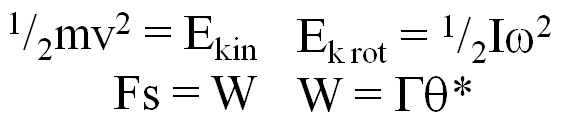 ¹/₂mv² = E_kin E_k rot = ¹/₂Iω²
Fs = W W = Γθ*